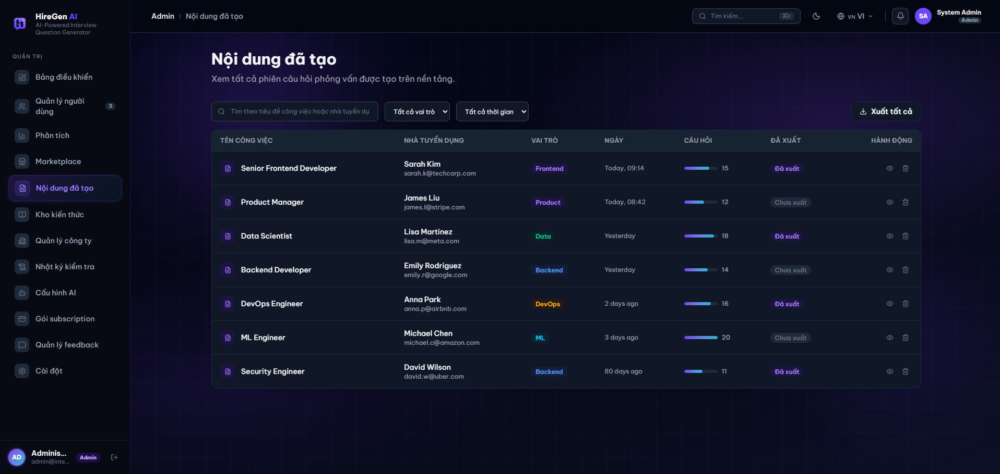 HireGen AI
AI-Powered Interview
Question Generator
QUẢN TRỊ
Bảng điều khiển
Quản lý người
dùng
3
Phân tích
Marketplace
Nội dung đã tạo
Kho kiến thức
Quản lý công ty
Nhật ký kiểm tra
Cấu hình AI
Gói subscription
Quản lý feedback
Cài đặt
AD
Adminis...
admin@inte...
Admin
Admin > Nội dung đã tạo
Tìm kiếm...
⌘K
VN VI
SA
System Admin
Admin
Nội dung đã tạo
Xem tất cả phiên câu hỏi phỏng vấn được tạo trên nền tảng.
Tìm theo tiêu đề công việc hoặc nhà tuyển dụ
Tất cả vai trò
Tất cả thời gian
Xuất tất cả
TÊN CÔNG VIỆC NHÀ TUYỂN DỤNG VAI TRÒ NGÀY CÂU HỎI ĐÃ XUẤT HÀNH ĐỘNG
Senior Frontend Developer
Sarah Kim
sarah.k@techcorp.com
Frontend
Today, 09:14
15
Đã xuất
Product Manager
James Liu
james.l@stripe.com
Product
Today, 08:42
12
Chưa xuất
Data Scientist
Lisa Martinez
lisa.m@meta.com
Data
Yesterday
18
Đã xuất
Backend Developer
Emily Rodriguez
emily.r@google.com
Backend
Yesterday
14
Chưa xuất
DevOps Engineer
Anna Park
anna.p@airbnb.com
DevOps
2 days ago
16
Đã xuất
ML Engineer
Michael Chen
michael.c@amazon.com
ML
3 days ago
20
Chưa xuất
Security Engineer
David Wilson
david.w@uber.com
Backend
80 days ago
11
Đã xuất